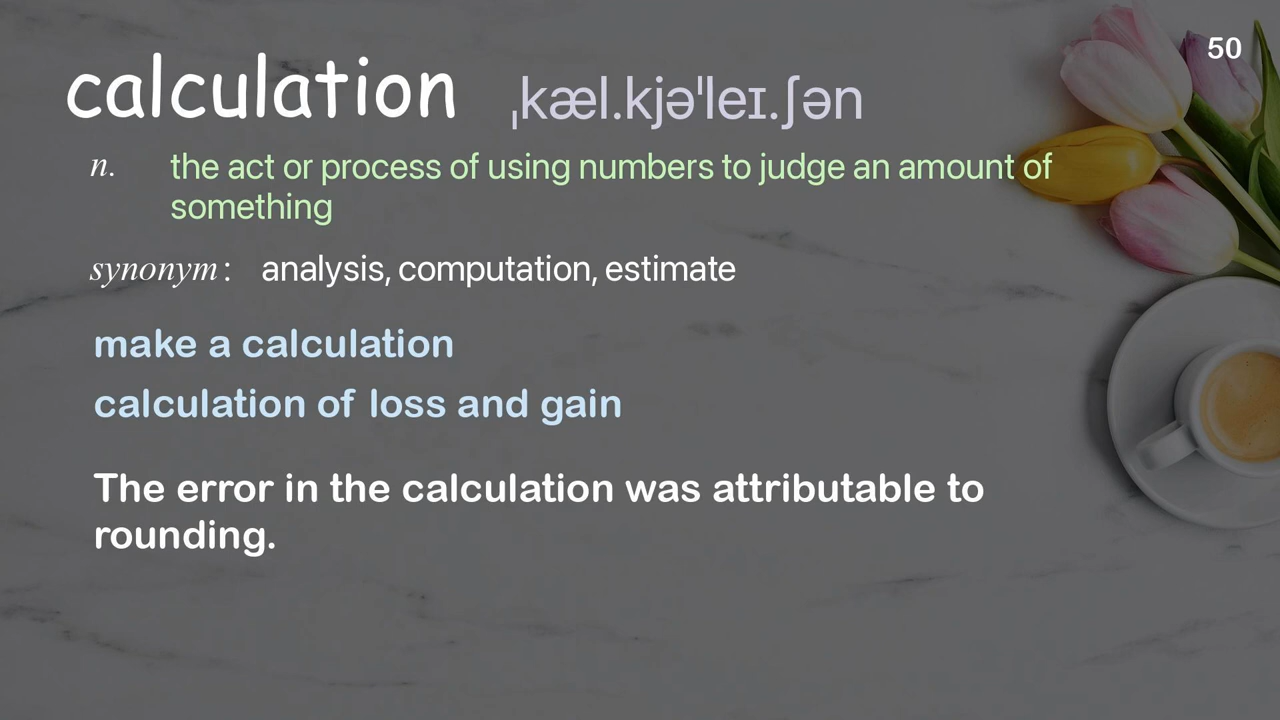 50
calculation ˌkæl.kjəˈleɪ.ʃən
n. the act or process of using numbers to judge an amount of
something
synonym: analysis, computation, estimate
make a calculation
calculation of loss and gain
The error in the calculation was attributable to
rounding.